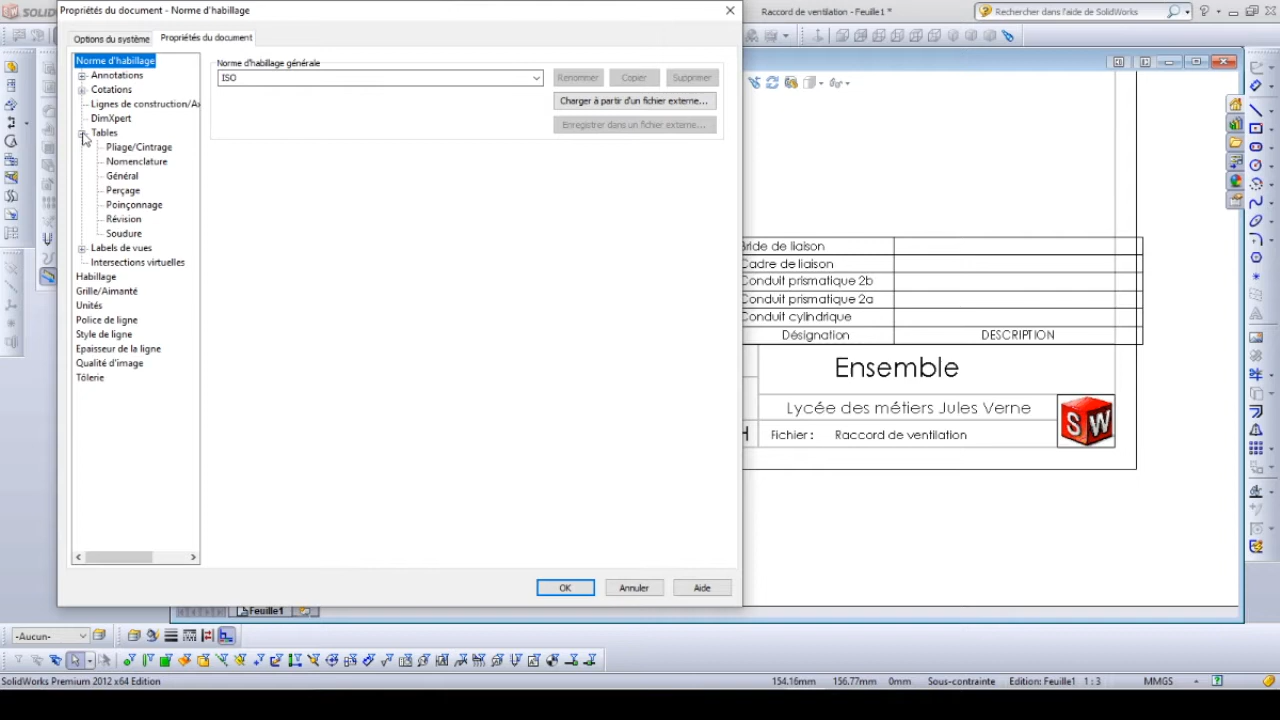 SOLID
Propriétés du document - Norme d'habillage
Raccord de ventilation - Feuille1 *
Rechercher dans l'aide de SolidWorks
Options du système
Propriétés du document
Norme d'habillage
Annotations
Cotations
Lignes de construction/A
DimXpert
Tables
Pliage/Cintrage
Nomenclature
Général
Perçage
Poinçonnage
Révision
Soudure
Labels de vues
Intersections virtuelles
Habillage
Grille/Aimanté
Unités
Police de ligne
Style de ligne
Epaisseur de la ligne
Qualité d'image
Tôlerie
Norme d'habillage générale
ISO
Renommer
Copier
Supprimer
Charger à partir d'un fichier externe...
Enregistrer dans un fichier externe...
OK
Annuler
Aide
Bride de liaison
Cadre de liaison
Conduit prismatique 2b
Conduit prismatique 2a
Conduit cylindrique
Désignation
DESCRIPTION
Ensemble
Lycée des métiers Jules Verne
H
Fichier :
Raccord de ventilation
SW
Feuille1
-Aucun-
SolidWorks Premium 2012 x64 Edition
154.16mm
156.77mm
0mm
Sous-contrainte
Edition: Feuille1
1 : 3
MMGS